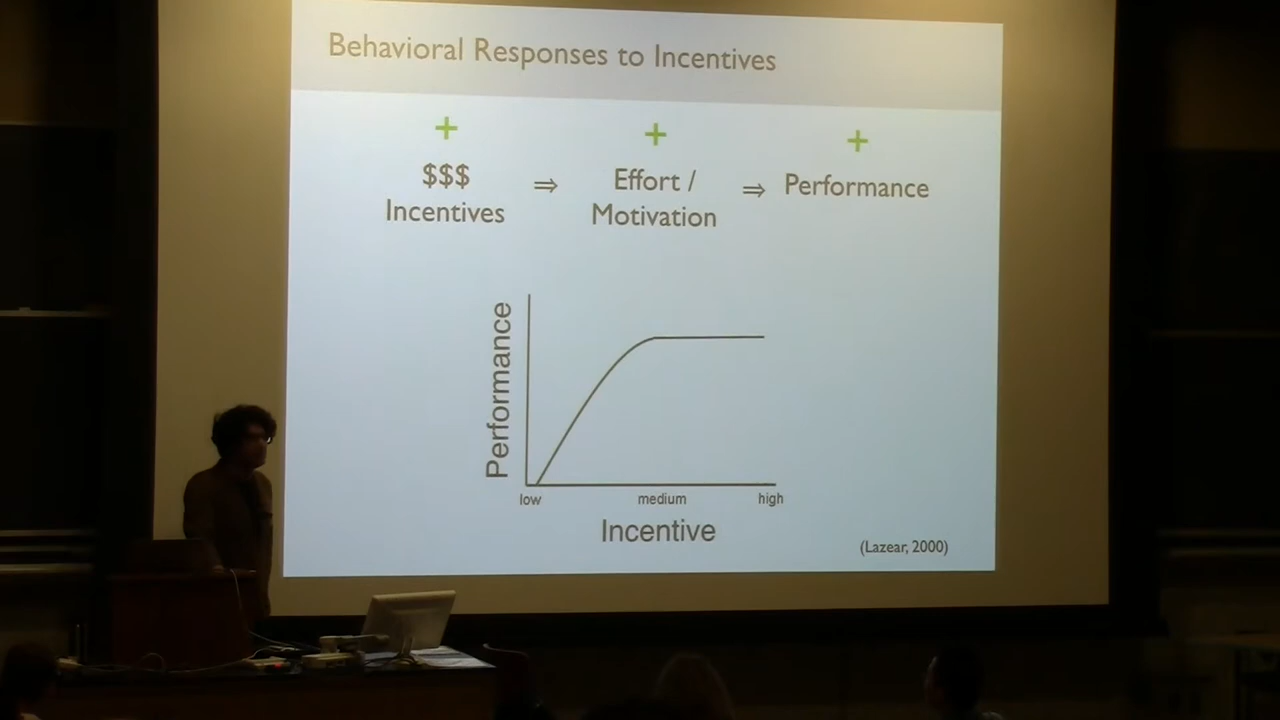 Behavioral Responses to Incentives
+ + +
$$$
Incentives
⇒
Effort /
Motivation
⇒
Performance
Performance
low medium high
Incentive
(Lazear, 2000)